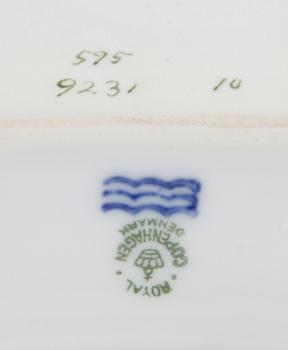 595
9231 10
ROYAL
COPENHAGEN
DENMARK